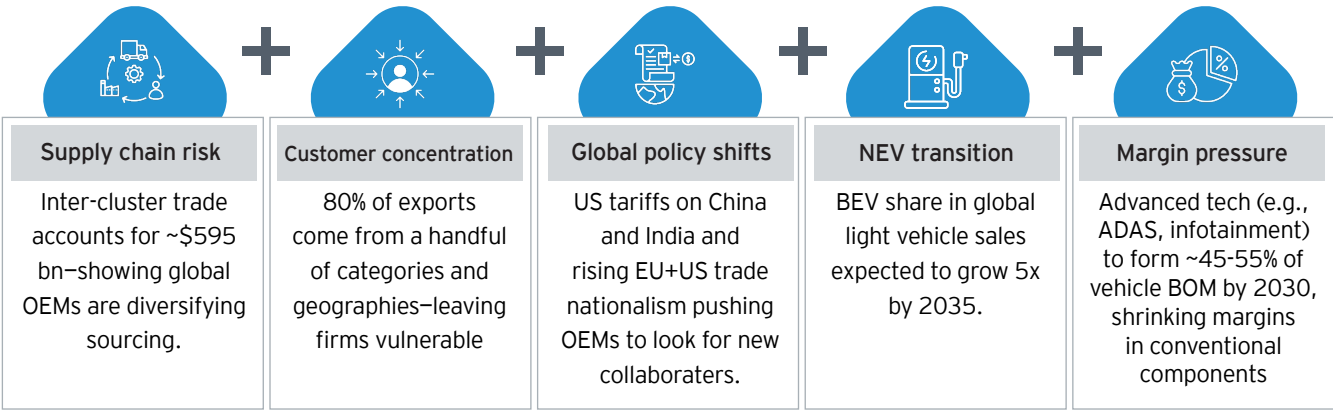 Supply chain risk
Inter-cluster trade
accounts for ~$595
bn—showing global
OEMs are diversifying
sourcing.
Customer concentration
80% of exports
come from a handful
of categories and
geographies—leaving
firms vulnerable
Global policy shifts
US tariffs on China
and India and
rising EU+US trade
nationalism pushing
OEMs to look for new
collaboraters.
NEV transition
BEV share in global
light vehicle sales
expected to grow 5x
by 2035.
Margin pressure
Advanced tech (e.g.,
ADAS, infotainment)
to form ~45-55% of
vehicle BOM by 2030,
shrinking margins
in conventional
components